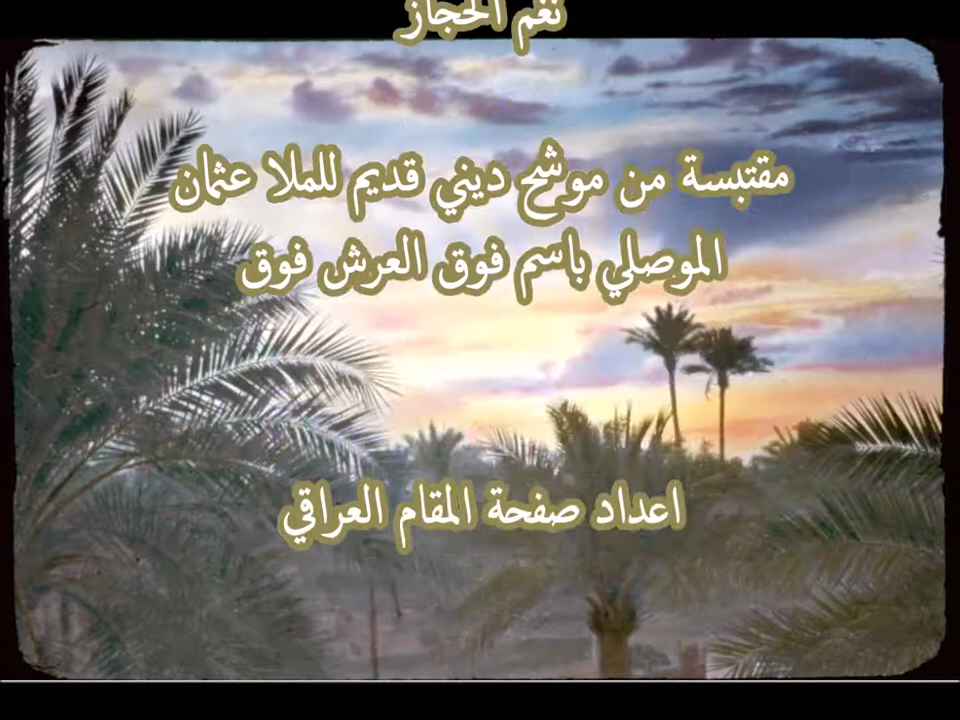 نغم الحجاز
مقتبسة من موشح ديني قديم للملا عثمان
الموصلي باسم فوق العرش فوق
اعداد صفحة المقام العراقي